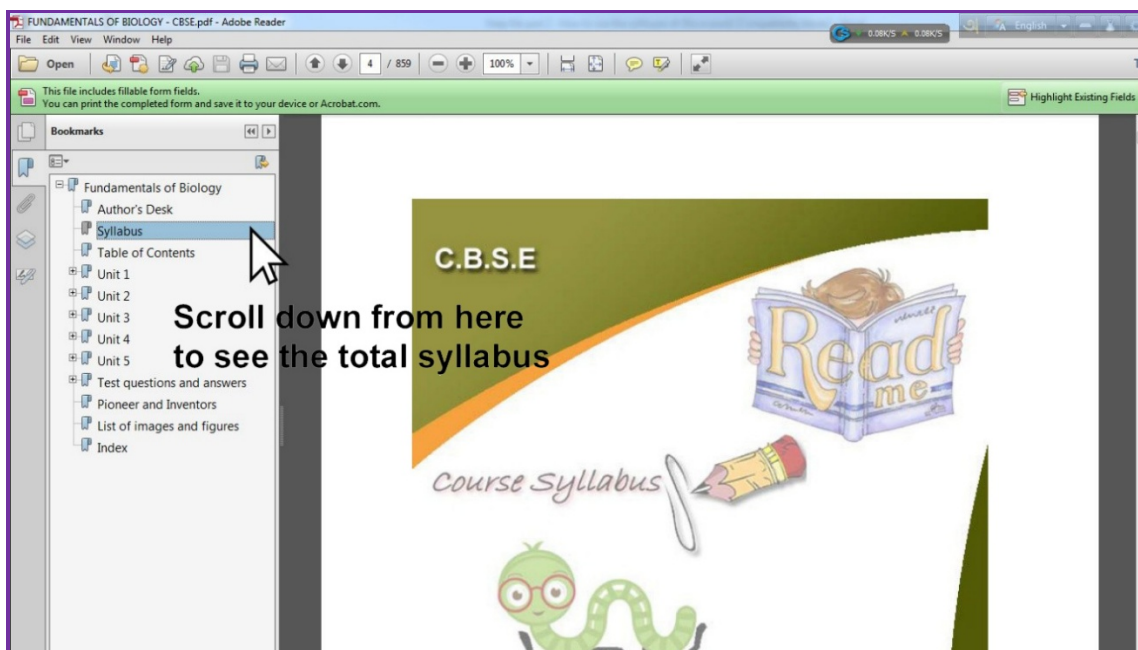 FUNDAMENTALS OF BIOLOGY - CBSE.pdf - Adobe Reader
0.08K/S 0.08K/S
English
File Edit View Window Help
Open 4 / 859 100%
This file includes fillable form fields.
You can print the completed form and save it to your device or Acrobat.com.
Highlight Existing Fields
Bookmarks
Fundamentals of Biology
Author's Desk
Syllabus
Table of Contents
Unit 1
Unit 2
Unit 3
Unit 4
Unit 5
Test questions and answers
Pioneer and Inventors
List of images and figures
Index
Scroll down from here
to see the total syllabus
C.B.S.E
Read
me
Course Syllabus